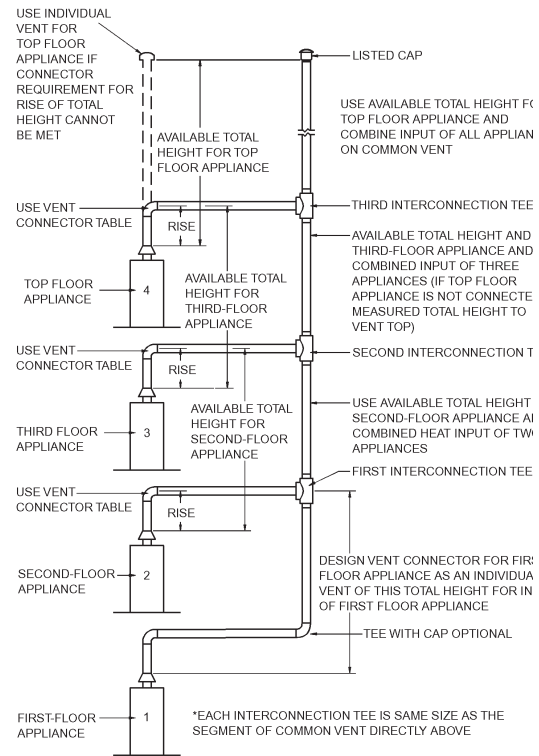 USE INDIVIDUAL
VENT FOR
TOP FLOOR
APPLIANCE IF
CONNECTOR
REQUIREMENT FOR
RISE OF TOTAL
HEIGHT CANNOT
BE MET
LISTED CAP
USE AVAILABLE TOTAL HEIGHT
TOP FLOOR APPLIANCE AND
COMBINE INPUT OF ALL
ON COMMON VENT
AVAILABLE TOTAL
HEIGHT FOR TOP
FLOOR APPLIANCE
USE VENT
CONNECTOR TABLE
RISE
THIRD INTERCONNECTION TEE
AVAILABLE TOTAL HEIGHT AND
THIRD-FLOOR APPLIANCE AND
COMBINED INPUT OF THREE
APPLIANCES (IF TOP FLOOR
APPLIANCE IS NOT
MEASURED TOTAL HEIGHT TO
VENT TOP)
TOP FLOOR
APPLIANCE
4
AVAILABLE TOTAL
HEIGHT FOR
THIRD-FLOOR
APPLIANCE
USE VENT
CONNECTOR TABLE
RISE
SECOND INTERCONNECTION
THIRD FLOOR
APPLIANCE
3
AVAILABLE TOTAL
HEIGHT FOR
SECOND-FLOOR
APPLIANCE
USE AVAILABLE TOTAL HEIGHT
SECOND-FLOOR APPLIANCE
COMBINED HEAT INPUT OF
APPLIANCES
FIRST INTERCONNECTION TEE
USE VENT
CONNECTOR TABLE
RISE
SECOND-FLOOR
APPLIANCE
2
DESIGN VENT CONNECTOR FOR
FLOOR APPLIANCE AS AN
VENT OF THIS TOTAL HEIGHT FOR
OF FIRST FLOOR APPLIANCE
TEE WITH CAP OPTIONAL
FIRST-FLOOR
APPLIANCE
1
*EACH INTERCONNECTION TEE IS SAME SIZE AS THE
SEGMENT OF COMMON VENT DIRECTLY ABOVE